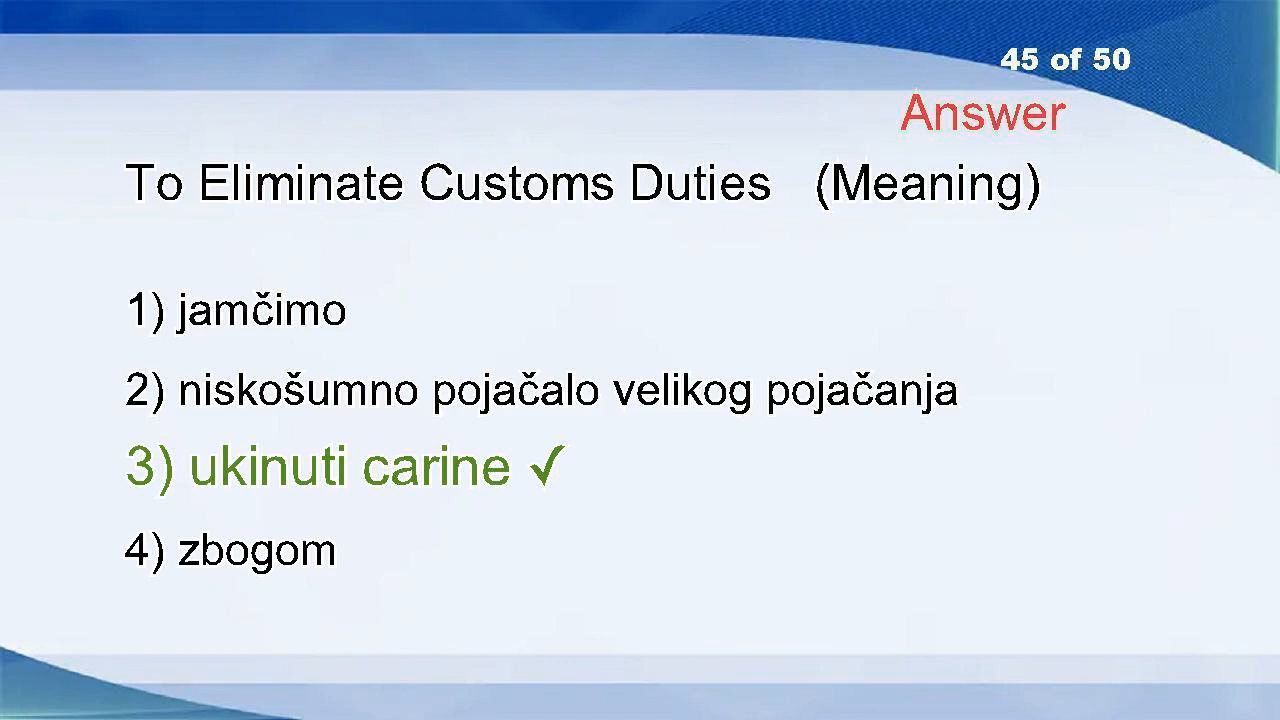 45 of 50
Answer
To Eliminate Customs Duties (Meaning)
1) jamčimo
2) niskošumno pojačalo velikog pojačanja
3) ukinuti carine ✓
4) zbogom